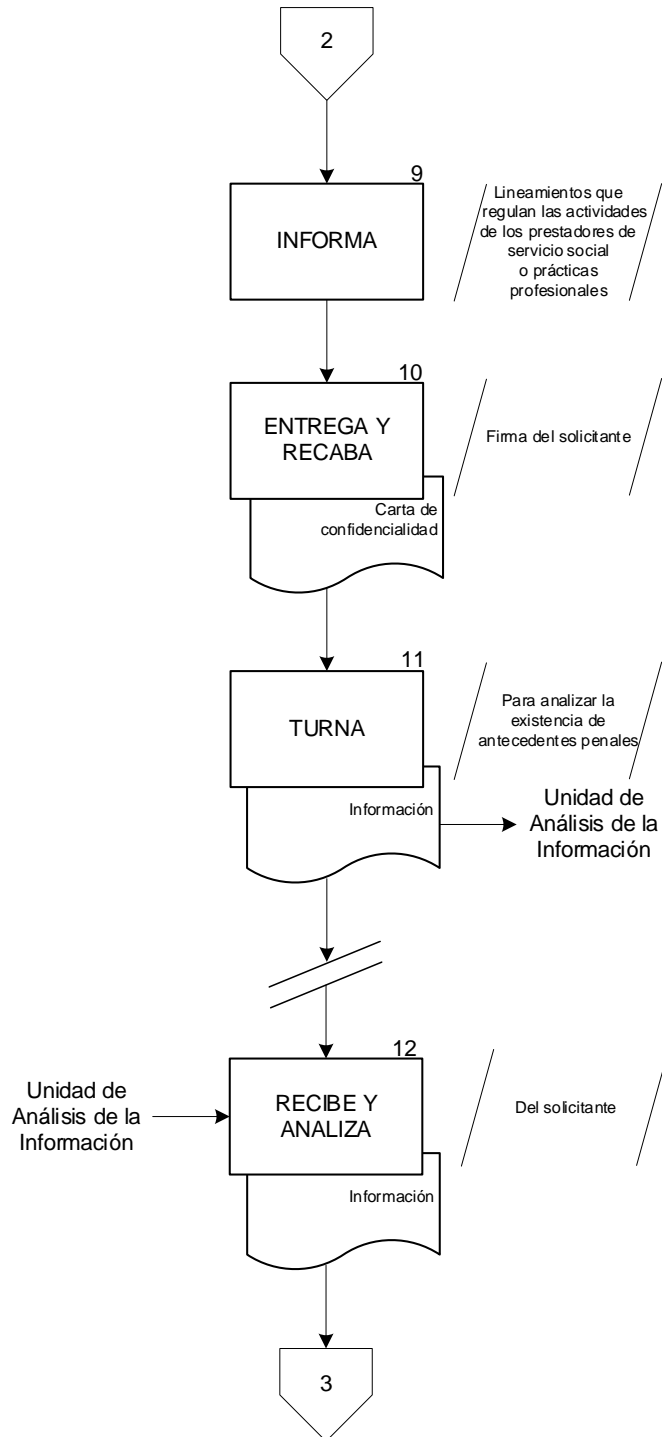 2
9
INFORMA
Lineamientos que
regulan las actividades
de los prestadores de
servicio social
o prácticas
profesionales
10
ENTREGA Y
RECABA
Firma del solicitante
Carta de
confidencialidad
11
TURNA
Para analizar la
existencia de
antecedentes penales
Información
Unidad de
Análisis de la
Información
12
Unidad de
Análisis de la
Información
RECIBE Y
ANALIZA
Del solicitante
Información
3